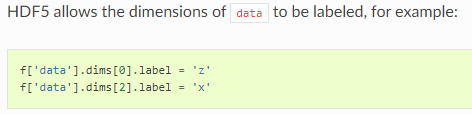 HDF5 allows the dimensions of data to be labeled, for example:
f['data'].dims[0].label = 'z'
f['data'].dims[2].label = 'x'